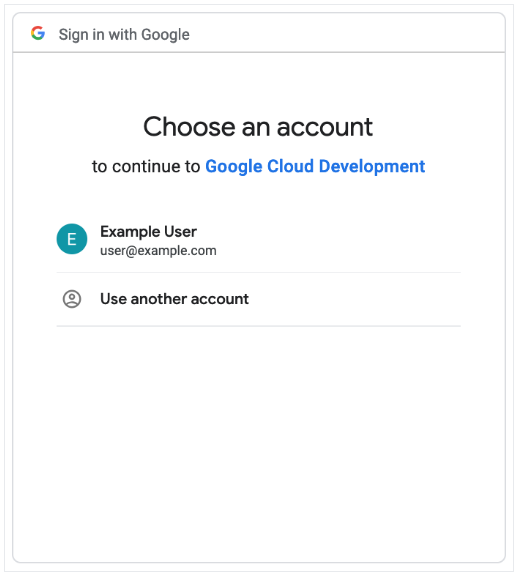 Sign in with Google
Choose an account
to continue to Google Cloud Development
E
Example User
user@example.com
Use another account